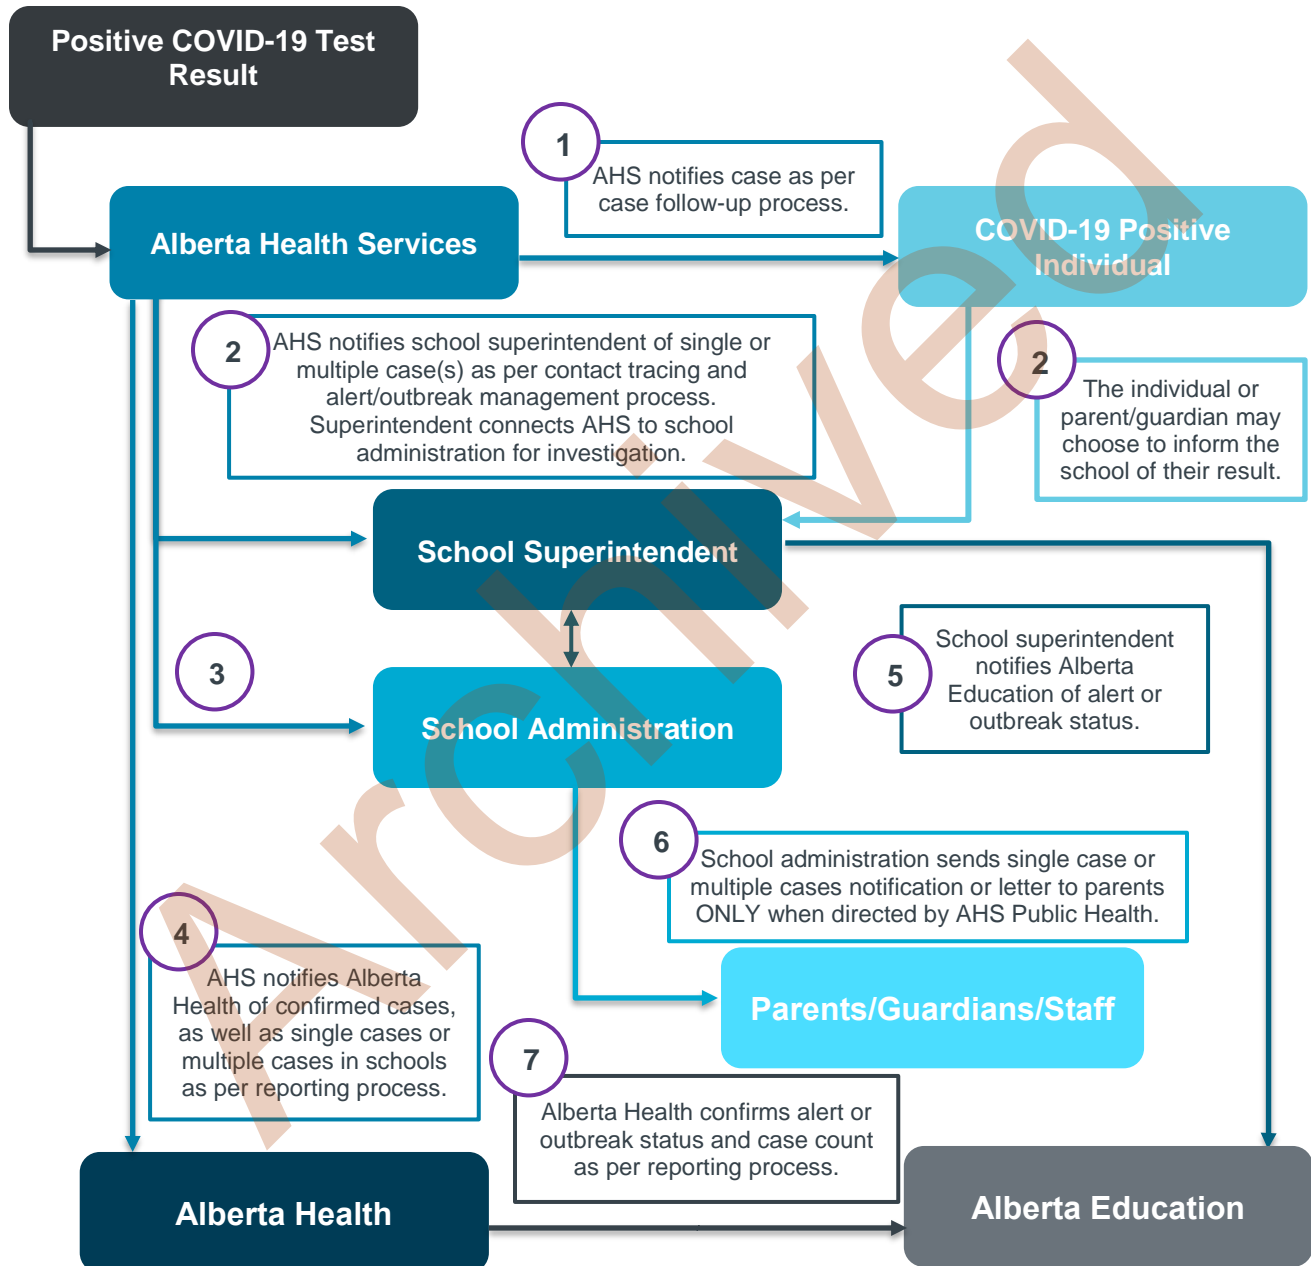 Positive COVID-19 Test
Result
1
AHS notifies case as per
case follow-up process.
Alberta Health Services
COVID-19 Positive
Individual
2
AHS notifies school superintendent of single or
multiple case(s) as per contact tracing and
alert/outbreak management process.
Superintendent connects AHS to school
administration for investigation.
2
The individual or
parent/guardian may
choose to inform the
school of their result.
School Superintendent
3
School Administration
5
School superintendent
notifies Alberta
Education of alert or
outbreak status.
6
School administration sends single case or
multiple cases notification or letter to parents
ONLY when directed by AHS Public Health.
4
AHS notifies Alberta
Health of confirmed cases,
as well as single cases or
multiple cases in schools
as per reporting process.
Parents/Guardians/Staff
7
Alberta Health confirms alert or
outbreak status and case count
as per reporting process.
Alberta Health
Alberta Education
Archived